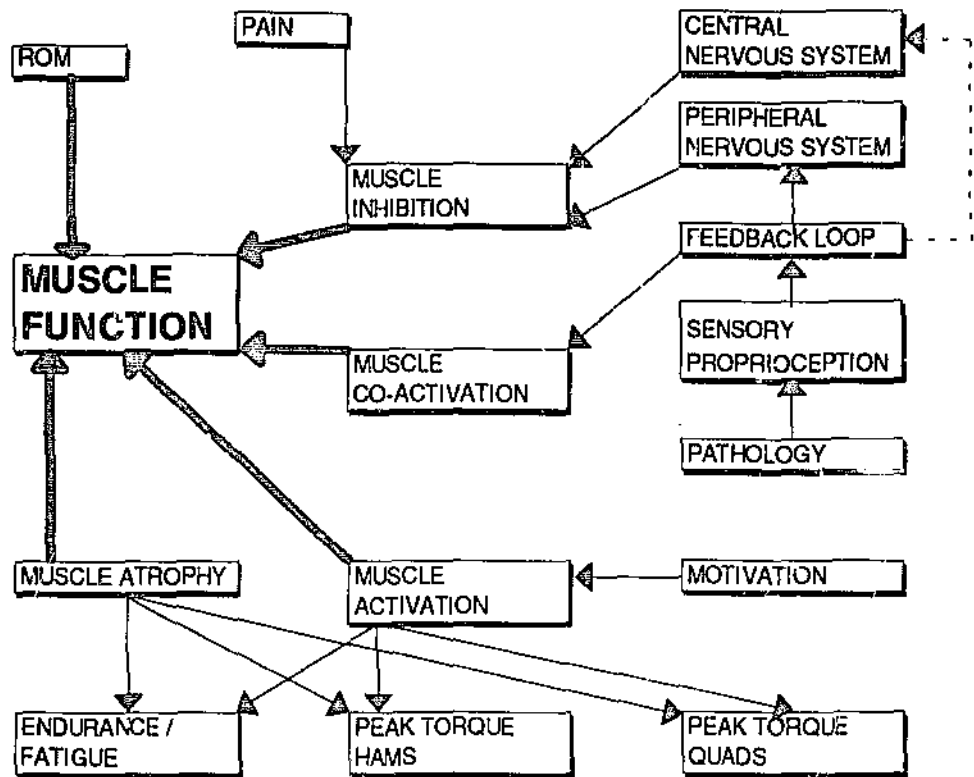 ROM
PAIN
CENTRAL
NERVOUS SYSTEM
PERIPHERAL
NERVOUS SYSTEM
MUSCLE
INHIBITION
FEEDBACK LOOP
MUSCLE
FUNCTION
SENSORY
PROPRIOCEPTION
MUSCLE
CO-ACTIVATION
PATHOLOGY
MUSCLE ATROPHY
MUSCLE
ACTIVATION
MOTIVATION
ENDURANCE /
FATIGUE
PEAK TORQUE
HAMS
PEAK TORQUE
QUADS